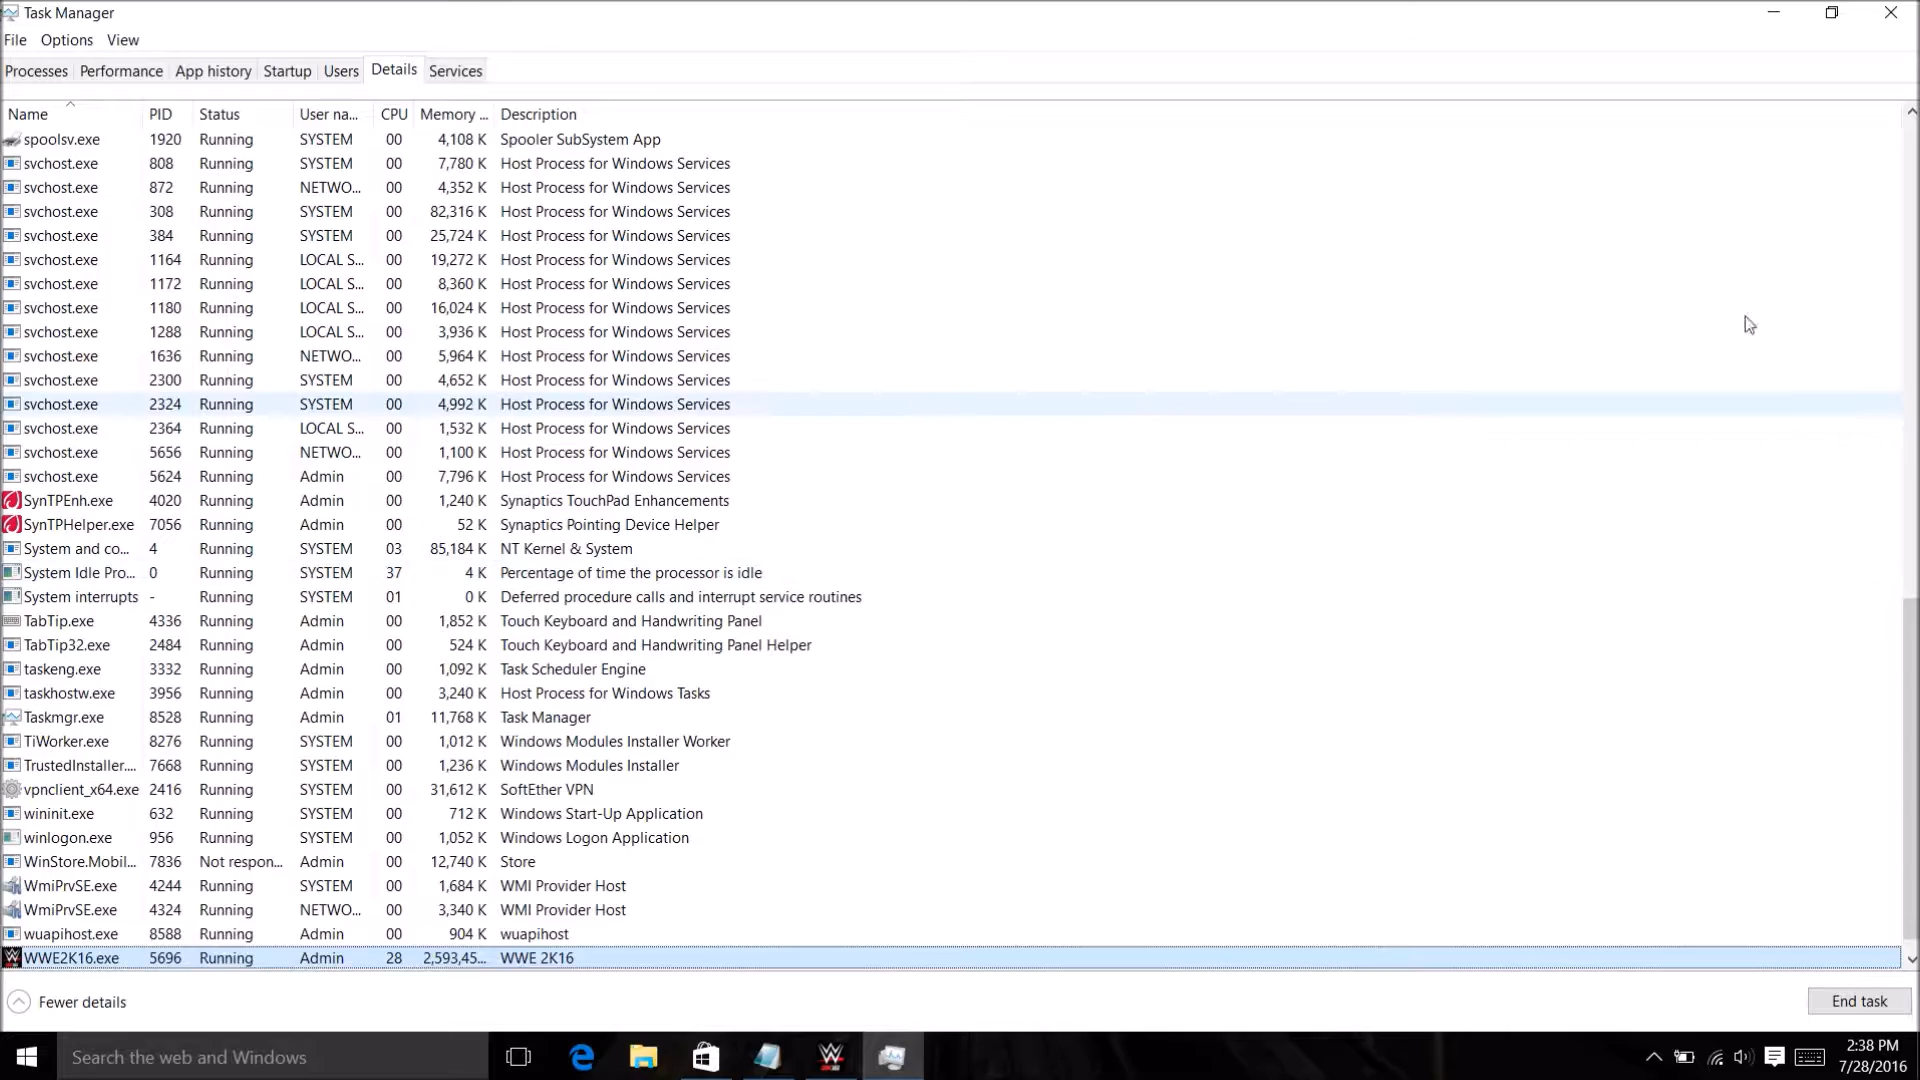 Task Manager
File Options View
Processes Performance App history Startup Users Details Services
Name PID Status User na... CPU Memory ... Description
spoolsv.exe 1920 Running SYSTEM 00 4,108 K Spooler SubSystem App
svchost.exe 808 Running SYSTEM 00 7,780 K Host Process for Windows Services
svchost.exe 872 Running NETWO... 00 4,352 K Host Process for Windows Services
svchost.exe 308 Running SYSTEM 00 82,316 K Host Process for Windows Services
svchost.exe 384 Running SYSTEM 00 25,724 K Host Process for Windows Services
svchost.exe 1164 Running LOCAL S... 00 19,272 K Host Process for Windows Services
svchost.exe 1172 Running LOCAL S... 00 8,360 K Host Process for Windows Services
svchost.exe 1180 Running LOCAL S... 00 16,024 K Host Process for Windows Services
svchost.exe 1288 Running LOCAL S... 00 3,936 K Host Process for Windows Services
svchost.exe 1636 Running NETWO... 00 5,964 K Host Process for Windows Services
svchost.exe 2300 Running SYSTEM 00 4,652 K Host Process for Windows Services
svchost.exe 2324 Running SYSTEM 00 4,992 K Host Process for Windows Services
svchost.exe 2364 Running LOCAL S... 00 1,532 K Host Process for Windows Services
svchost.exe 5656 Running NETWO... 00 1,100 K Host Process for Windows Services
svchost.exe 5624 Running Admin 00 7,796 K Host Process for Windows Services
SynTPEnh.exe 4020 Running Admin 00 1,240 K Synaptics TouchPad Enhancements
SynTPHelper.exe 7056 Running Admin 00 52 K Synaptics Pointing Device Helper
System and co... 4 Running SYSTEM 03 85,184 K NT Kernel & System
System Idle Pro... 0 Running SYSTEM 37 4 K Percentage of time the processor is idle
System interrupts - Running SYSTEM 01 0 K Deferred procedure calls and interrupt service routines
TabTip.exe 4336 Running Admin 00 1,852 K Touch Keyboard and Handwriting Panel
TabTip32.exe 2484 Running Admin 00 524 K Touch Keyboard and Handwriting Panel Helper
taskeng.exe 3332 Running Admin 00 1,092 K Task Scheduler Engine
taskhostw.exe 3956 Running Admin 00 3,240 K Host Process for Windows Tasks
Taskmgr.exe 8528 Running Admin 01 11,768 K Task Manager
TiWorker.exe 8276 Running SYSTEM 00 1,012 K Windows Modules Installer Worker
TrustedInstaller.... 7668 Running SYSTEM 00 1,236 K Windows Modules Installer
vpnclient_x64.exe 2416 Running SYSTEM 00 31,612 K SoftEther VPN
wininit.exe 632 Running SYSTEM 00 712 K Windows Start-Up Application
winlogon.exe 956 Running SYSTEM 00 1,052 K Windows Logon Application
WinStore.Mobil... 7836 Not respon... Admin 00 12,740 K Store
WmiPrvSE.exe 4244 Running SYSTEM 00 1,684 K WMI Provider Host
WmiPrvSE.exe 4324 Running NETWO... 00 3,340 K WMI Provider Host
wuapihost.exe 8588 Running Admin 00 904 K wuapihost
WWE2K16.exe 5696 Running Admin 28 2,593,45... WWE 2K16
Fewer details End task
Search the web and Windows
2:38 PM
7/28/2016